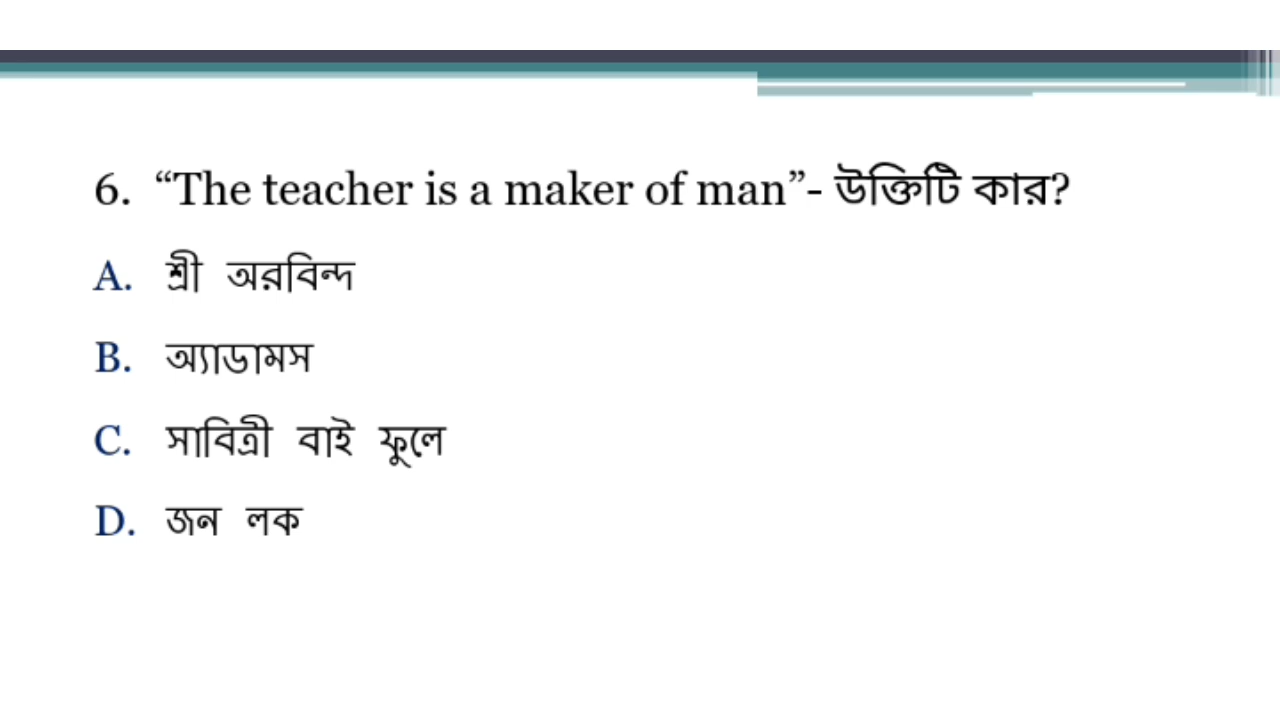 6. “The teacher is a maker of man”- উক্তিটি কার?
A. শ্রী অরবিন্দ
B. অ্যাডামস
C. সাবিত্রী বাই ফুলে
D. জন লক